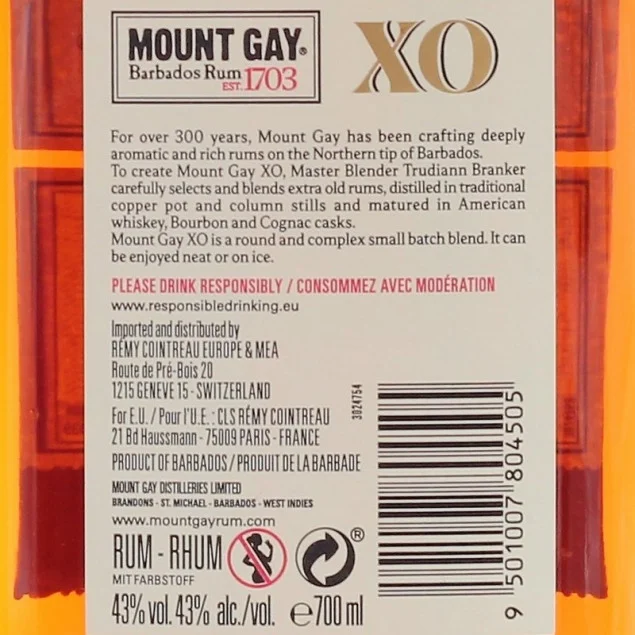 MOUNT GAY®
Barbados Rum
EST. 1703
XO
For over 300 years, Mount Gay has been crafting deeply
aromatic and rich rums on the Northern tip of Barbados.
To create Mount Gay XO, Master Blender Trudiann Branker
carefully selects and blends extra old rums, distilled in traditional
copper pot and column stills and matured in American
whiskey, Bourbon and Cognac casks.
Mount Gay XO is a round and complex small batch blend. It can
be enjoyed neat or on ice.
PLEASE DRINK RESPONSIBLY / CONSOMMEZ AVEC MODÉRATION
www.responsibledrinking.eu
Imported and distributed by
RÉMY COINTREAU EUROPE & MEA
Route de Pré-Bois 20
1215 GENEVE 15 - SWITZERLAND
For E.U. / Pour l'U.E. : CLS RÉMY COINTREAU
21 Bd Haussmann - 75009 PARIS - FRANCE
PRODUCT OF BARBADOS / PRODUIT DE LA BARBADE
MOUNT GAY DISTILLERIES LIMITED
BRANDONS - ST. MICHAEL - BARBADOS - WEST INDIES
www.mountgayrum.com
RUM - RHUM
MIT FARBSTOFF
®
43% vol. 43% alc./vol. ℮700 ml
3024754
9 501007 804505